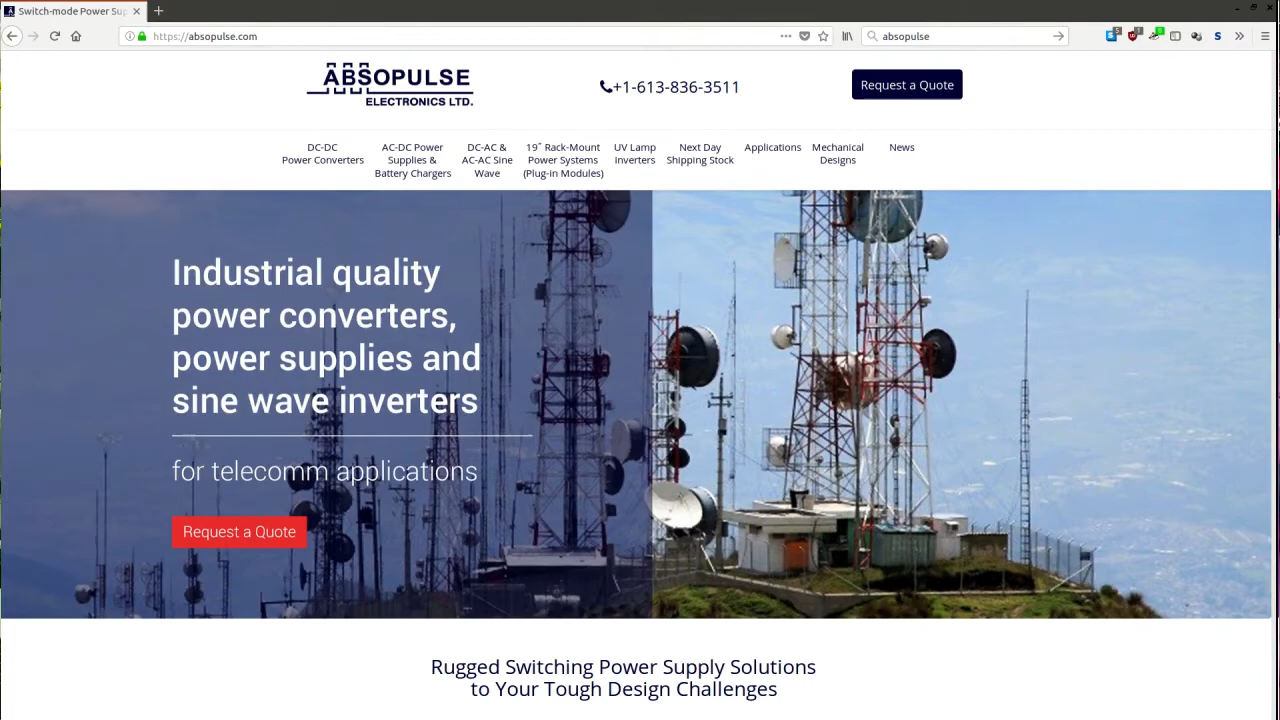 Switch-mode Power Sup
https://absopulse.com
absopulse
ABSOPULSE
ELECTRONICS LTD.
+1-613-836-3511
Request a Quote
DC-DC
Power Converters
AC-DC Power
Supplies &
Battery Chargers
DC-AC &
AC-AC Sine
Wave
19″ Rack-Mount
Power Systems
(Plug-in Modules)
UV Lamp
Inverters
Next Day
Shipping Stock
Applications
Mechanical
Designs
News
Industrial quality
power converters,
power supplies and
sine wave inverters
for telecomm applications
Request a Quote
Rugged Switching Power Supply Solutions
to Your Tough Design Challenges